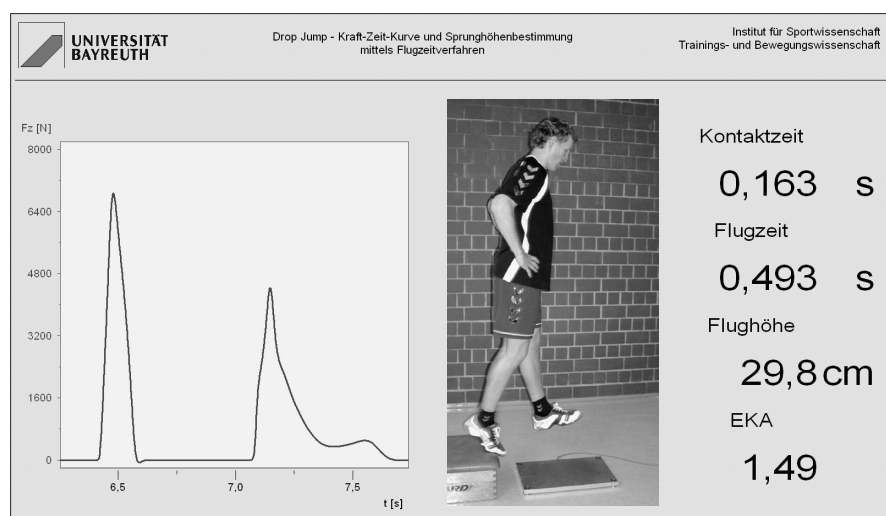 UNIVERSITÄT
BAYREUTH
Drop Jump - Kraft-Zeit-Kurve und Sprunghöhenbestimmung
mittels Flugzeitverfahren
Institut für Sportwissenschaft
Trainings- und Bewegungswissenschaft
Fz [N]
8000
6400
4800
3200
1600
0
6,5
7,0
7,5
t [s]
Kontaktzeit
0,163 s
Flugzeit
0,493 s
Flughöhe
29,8 cm
EKA
1,49